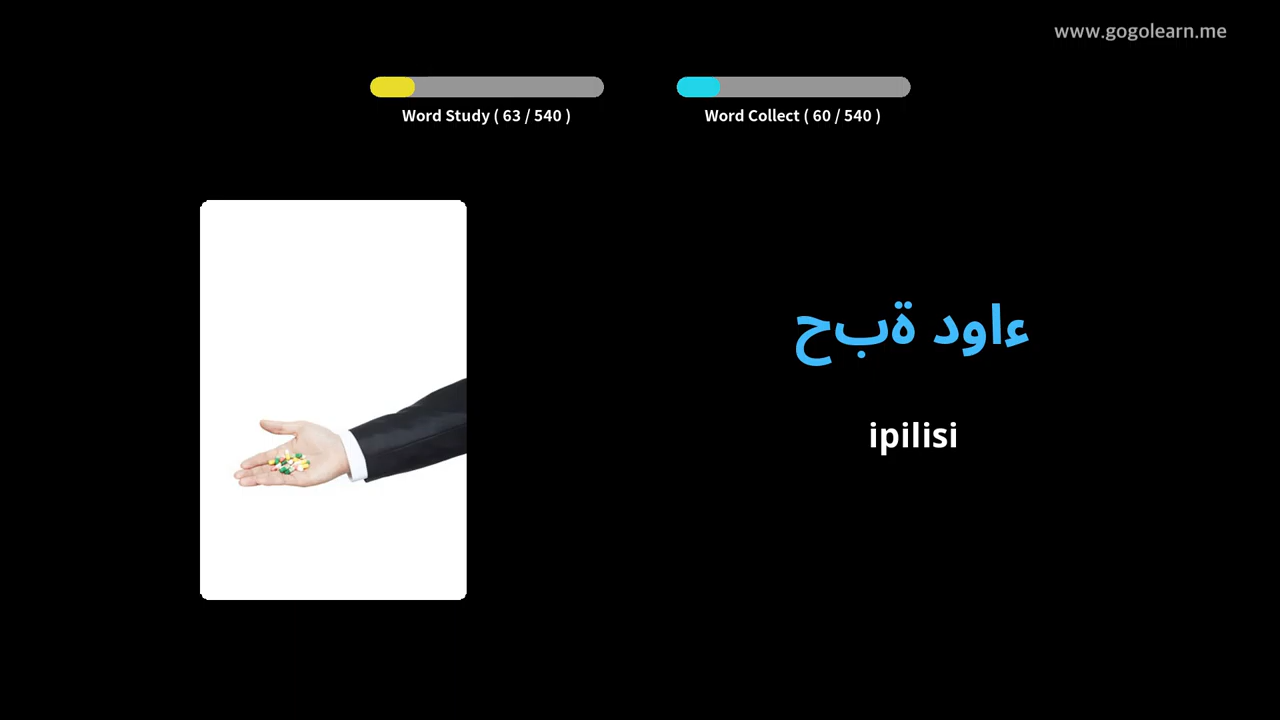 www.gogolearn.me
Word Study ( 63 / 540 )
Word Collect ( 60 / 540 )
حبة دواء
ipilisi